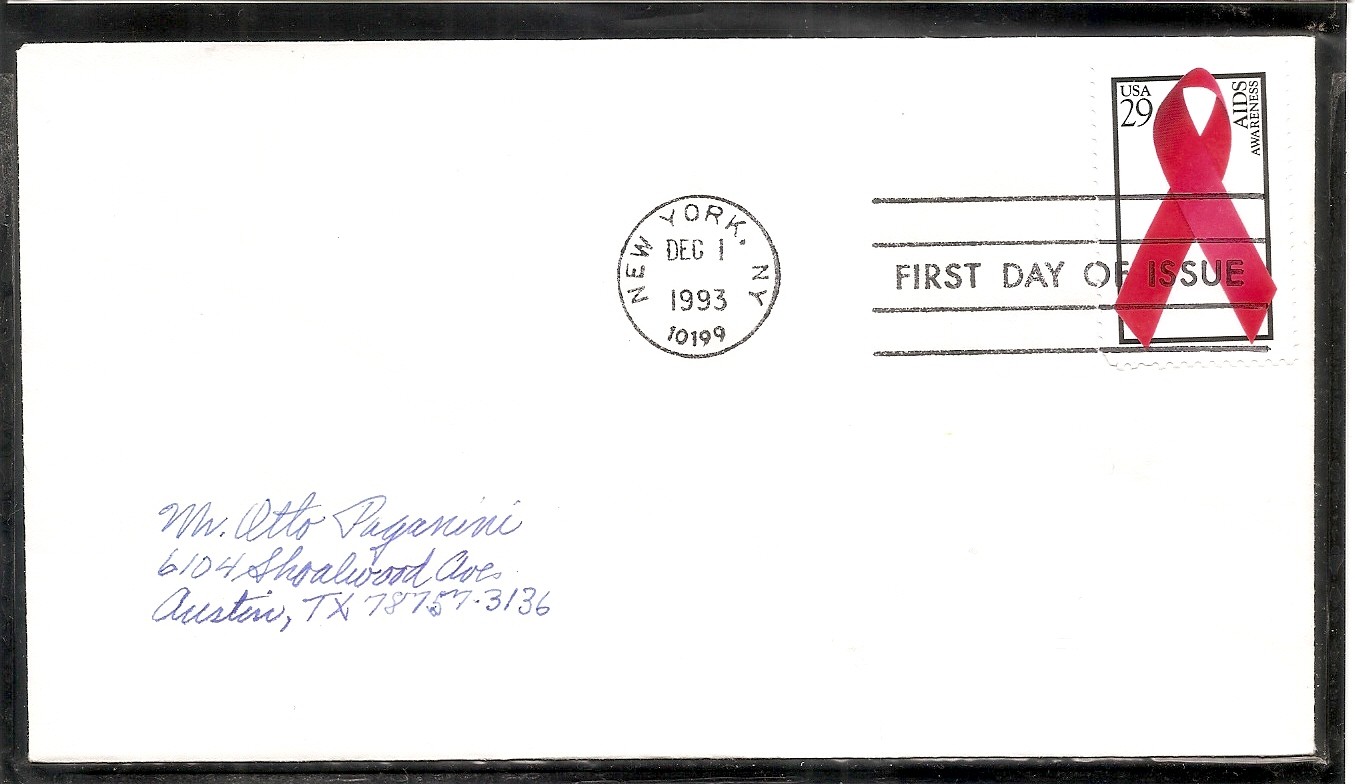 USA
29
AIDS
AWARENESS
NEW YORK, NY
DEC 1
1993
10199
FIRST DAY OF ISSUE
Mr. Otto Paganini
6104 Shoalwood Ave.
Austin, TX 78757-3136